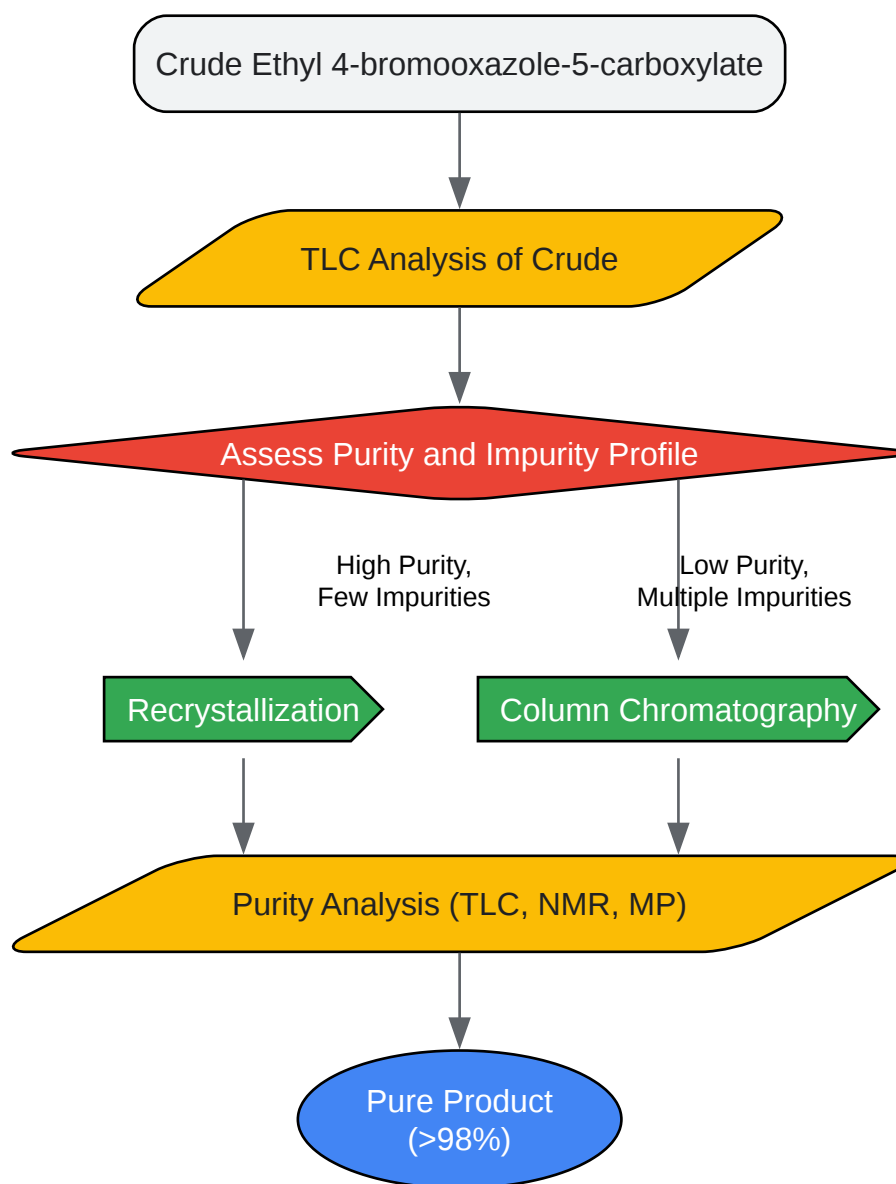 Crude Ethyl 4-bromooxazole-5-carboxylate
TLC Analysis of Crude
Assess Purity and Impurity Profile
High Purity,
Few Impurities
Low Purity,
Multiple Impurities
Recrystallization
Column Chromatography
Purity Analysis (TLC, NMR, MP)
Pure Product
(>98%)